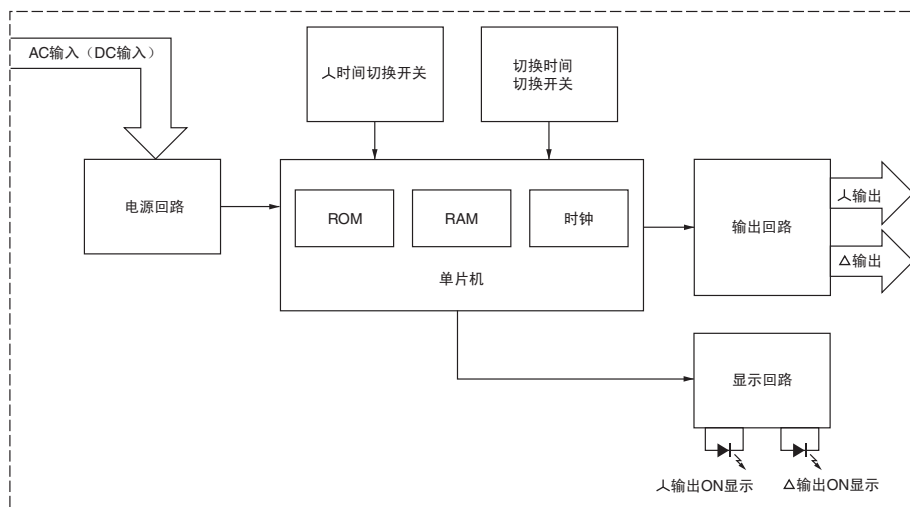 AC输入（DC输入）
人时间切换开关
切换时间
切换开关
电源回路
ROM
RAM
时钟
单片机
输出回路
人输出
△输出
显示回路
人输出ON显示
△输出ON显示